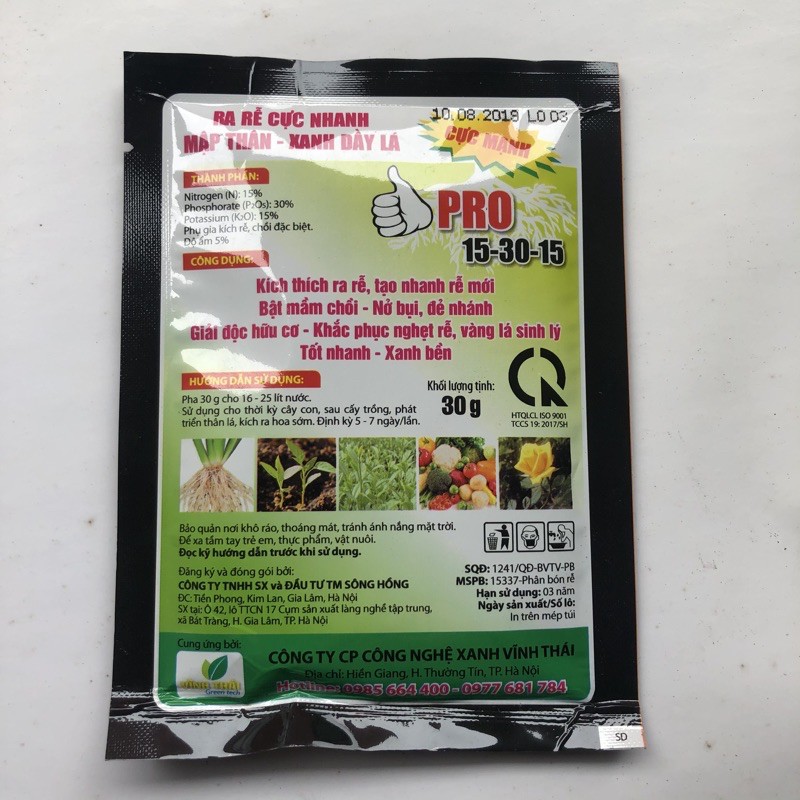 RA RỄ CỰC NHANH
MẬP THÂN - XANH DÀY LÁ
10.08.2018 LO 03
CỰC MẠNH
THÀNH PHẦN:
Nitrogen (N): 15%
Phosphorate (P₂O₅): 30%
Potassium (K₂O): 15%
Phụ gia kích rễ, chồi đặc biệt.
Độ ẩm 5%
PRO
15-30-15
CÔNG DỤNG:
Kích thích ra rễ, tạo nhanh rễ mới
Bật mầm chồi - Nở bụi, đẻ nhánh
Giải độc hữu cơ - Khắc phục nghẹt rễ, vàng lá sinh lý
Tốt nhanh - Xanh bền
HƯỚNG DẪN SỬ DỤNG:
Pha 30 g cho 16 - 25 lít nước.
Sử dụng cho thời kỳ cây con, sau cấy trồng, phát
triển thân lá, kích ra hoa sớm. Định kỳ 5 - 7 ngày/lần.
Khối lượng tịnh:
30 g
HTQLCL ISO 9001
TCCS 19: 2017/SH
Bảo quản nơi khô ráo, thoáng mát, tránh ánh nắng mặt trời.
Để xa tầm tay trẻ em, thực phẩm, vật nuôi.
Đọc kỹ hướng dẫn trước khi sử dụng.
Đăng ký và đóng gói bởi:
CÔNG TY TNHH SX và ĐẦU TƯ TM SÔNG HỒNG
ĐC: Tiền Phong, Kim Lan, Gia Lâm, Hà Nội
SX tại: Ô 42, lô TTCN 17 Cụm sản xuất làng nghề tập trung,
xã Bát Tràng, H. Gia Lâm, TP. Hà Nội
SQĐ: 1241/QĐ-BVTV-PB
MSPB: 15337-Phân bón rễ
Hạn sử dụng: 03 năm
Ngày sản xuất/Số lô:
In trên mép túi
Cung ứng bởi:
VĨNH THÁI
Green tech
CÔNG TY CP CÔNG NGHỆ XANH VĨNH THÁI
Địa chỉ: Hiền Giang, H. Thường Tín, TP. Hà Nội
Hotline: 0985 664 400 - 0977 681 784
SD